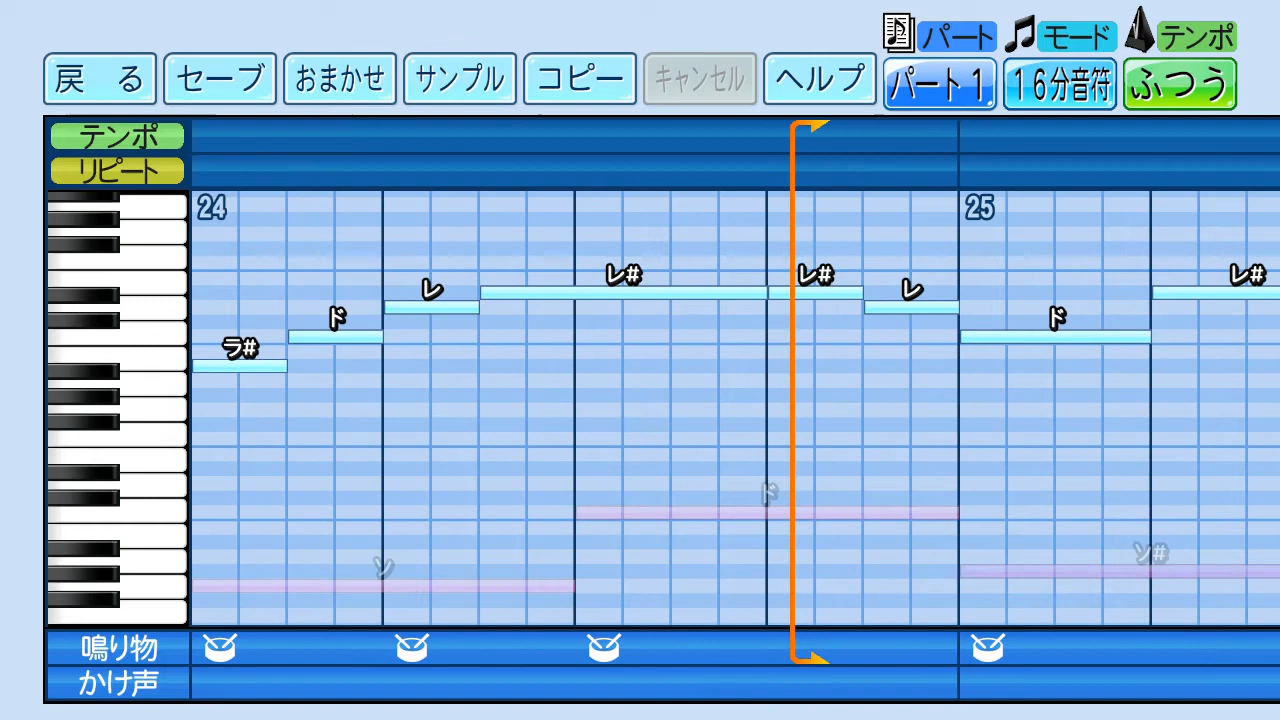 パート モード テンポ
戻る セーブ おまかせ サンプル コピー キャンセル ヘルプ パート1 16分音符 ふつう
テンポ
リピート
24 25
レ# レ# レ#
レ レ
ド ド
ラ#
ド
ソ#
ソ
鳴り物
かけ声